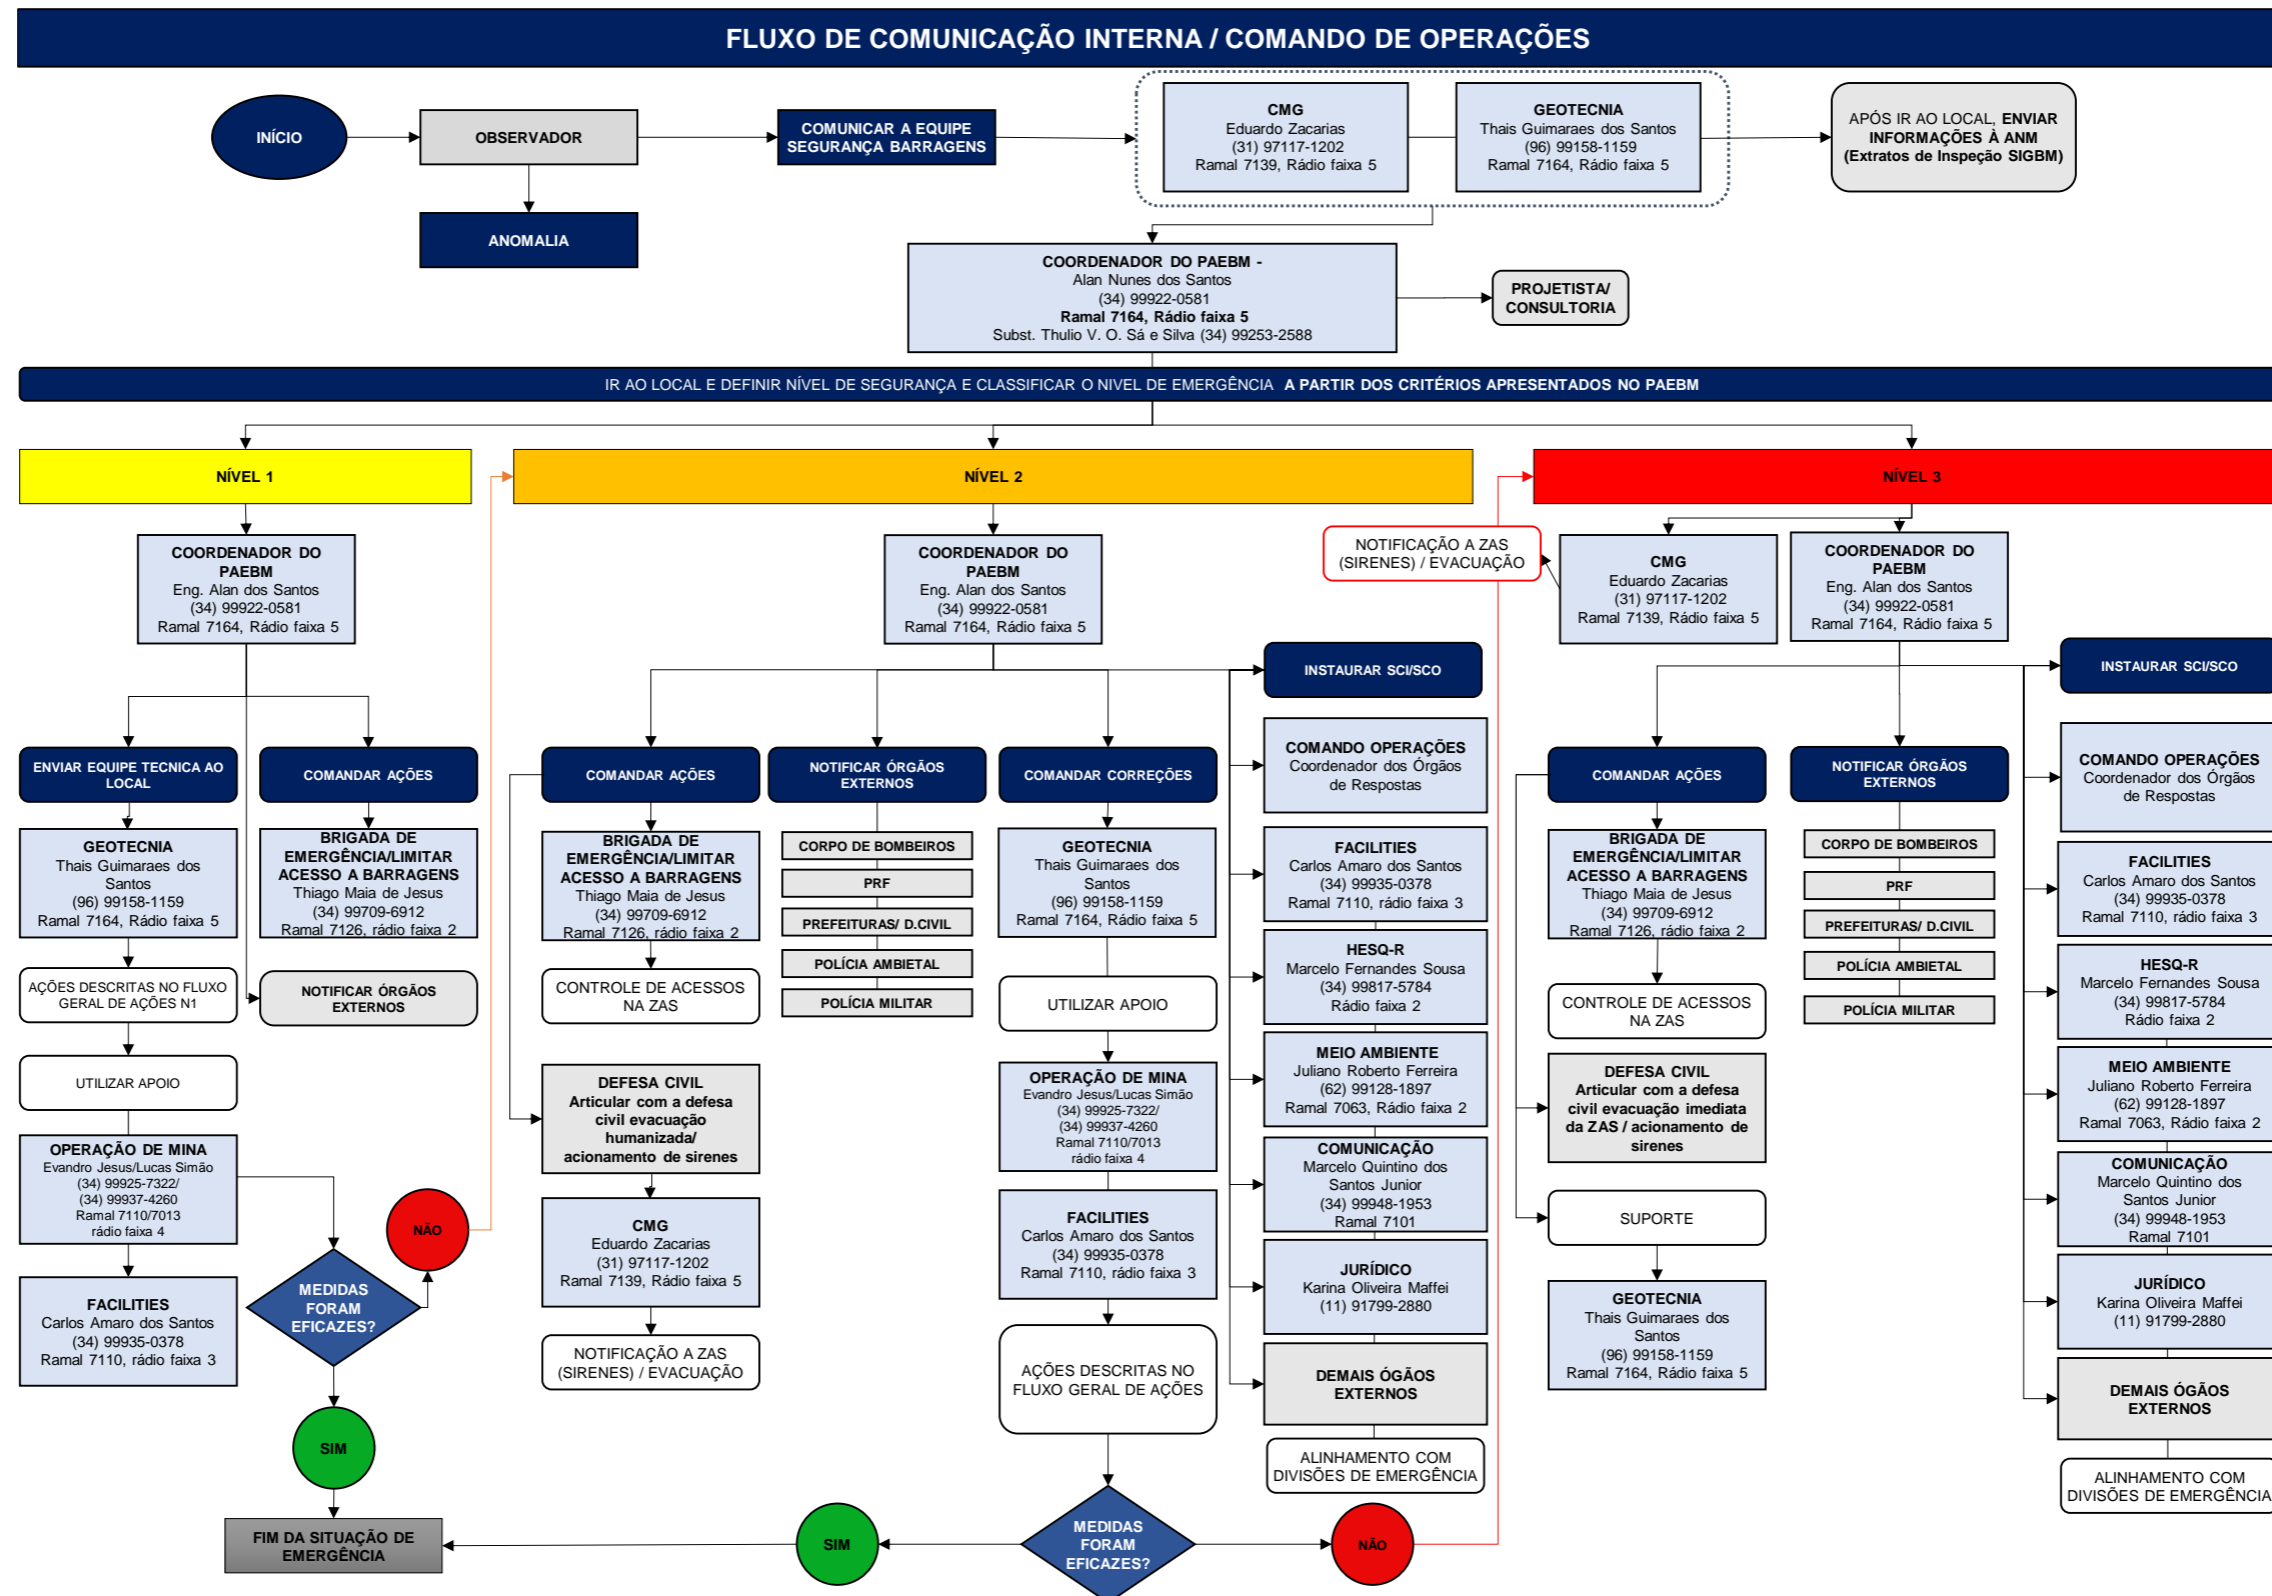 FLUXO DE COMUNICAÇÃO INTERNA / COMANDO DE OPERAÇÕES
INÍCIO
OBSERVADOR
ANOMALIA
COMUNICAR A EQUIPE
SEGURANÇA BARRAGENS
CMG
Eduardo Zacarias
(31) 97117-1202
Ramal 7139, Rádio faixa 5
GEOTECNIA
Thais Guimaraes dos Santos
(96) 99158-1159
Ramal 7164, Rádio faixa 5
APÓS IR AO LOCAL, ENVIAR
INFORMAÇÕES À ANM
(Extratos de Inspeção SIGBM)
COORDENADOR DO PAEBM -
Alan Nunes dos Santos
(34) 99922-0581
Ramal 7164, Rádio faixa 5
Subst. Thulio V. O. Sá e Silva (34) 99253-2588
PROJETISTA/
CONSULTORIA
IR AO LOCAL E DEFINIR NÍVEL DE SEGURANÇA E CLASSIFICAR O NIVEL DE EMERGÊNCIA A PARTIR DOS CRITÉRIOS APRESENTADOS NO PAEBM
NÍVEL 1
COORDENADOR DO
PAEBM
Eng. Alan dos Santos
(34) 99922-0581
Ramal 7164, Rádio faixa 5
ENVIAR EQUIPE TECNICA AO
LOCAL
GEOTECNIA
Thais Guimaraes dos
Santos
(96) 99158-1159
Ramal 7164, Rádio faixa 5
AÇÕES DESCRITAS NO FLUXO
GERAL DE AÇÕES N1
UTILIZAR APOIO
OPERAÇÃO DE MINA
Evandro Jesus/Lucas Simão
(34) 99925-7322/
(34) 99937-4260
Ramal 7110/7013
rádio faixa 4
FACILITIES
Carlos Amaro dos Santos
(34) 99935-0378
Ramal 7110, rádio faixa 3
COMANDAR AÇÕES
BRIGADA DE
EMERGÊNCIA/LIMITAR
ACESSO A BARRAGENS
Thiago Maia de Jesus
(34) 99709-6912
Ramal 7126, rádio faixa 2
NOTIFICAR ÓRGÃOS
EXTERNOS
MEDIDAS
FORAM
EFICAZES?
NÃO
SIM
FIM DA SITUAÇÃO DE
EMERGÊNCIA
NÍVEL 2
COORDENADOR DO
PAEBM
Eng. Alan dos Santos
(34) 99922-0581
Ramal 7164, Rádio faixa 5
COMANDAR AÇÕES
BRIGADA DE
EMERGÊNCIA/LIMITAR
ACESSO A BARRAGENS
Thiago Maia de Jesus
(34) 99709-6912
Ramal 7126, rádio faixa 2
CONTROLE DE ACESSOS
NA ZAS
DEFESA CIVIL
Articular com a defesa
civil evacuação
humanizada/
acionamento de sirenes
CMG
Eduardo Zacarias
(31) 97117-1202
Ramal 7139, Rádio faixa 5
NOTIFICAÇÃO A ZAS
(SIRENES) / EVACUAÇÃO
NOTIFICAR ÓRGÃOS
EXTERNOS
CORPO DE BOMBEIROS
PRF
PREFEITURAS/ D.CIVIL
POLÍCIA AMBIETAL
POLÍCIA MILITAR
COMANDAR CORREÇÕES
GEOTECNIA
Thais Guimaraes dos
Santos
(96) 99158-1159
Ramal 7164, Rádio faixa 5
UTILIZAR APOIO
OPERAÇÃO DE MINA
Evandro Jesus/Lucas Simão
(34) 99925-7322/
(34) 99937-4260
Ramal 7110/7013
rádio faixa 4
FACILITIES
Carlos Amaro dos Santos
(34) 99935-0378
Ramal 7110, rádio faixa 3
AÇÕES DESCRITAS NO
FLUXO GERAL DE AÇÕES
MEDIDAS
FORAM
EFICAZES?
SIM
NÃO
INSTAURAR SCI/SCO
COMANDO OPERAÇÕES
Coordenador dos Órgãos
de Respostas
FACILITIES
Carlos Amaro dos Santos
(34) 99935-0378
Ramal 7110, rádio faixa 3
HESQ-R
Marcelo Fernandes Sousa
(34) 99817-5784
Rádio faixa 2
MEIO AMBIENTE
Juliano Roberto Ferreira
(62) 99128-1897
Ramal 7063, Rádio faixa 2
COMUNICAÇÃO
Marcelo Quintino dos
Santos Junior
(34) 99948-1953
Ramal 7101
JURÍDICO
Karina Oliveira Maffei
(11) 91799-2880
DEMAIS ÓGÃOS
EXTERNOS
ALINHAMENTO COM
DIVISÕES DE EMERGÊNCIA
NÍVEL 3
NOTIFICAÇÃO A ZAS
(SIRENES) / EVACUAÇÃO
CMG
Eduardo Zacarias
(31) 97117-1202
Ramal 7139, Rádio faixa 5
COORDENADOR DO
PAEBM
Eng. Alan dos Santos
(34) 99922-0581
Ramal 7164, Rádio faixa 5
COMANDAR AÇÕES
BRIGADA DE
EMERGÊNCIA/LIMITAR
ACESSO A BARRAGENS
Thiago Maia de Jesus
(34) 99709-6912
Ramal 7126, rádio faixa 2
CONTROLE DE ACESSOS
NA ZAS
DEFESA CIVIL
Articular com a defesa
civil evacuação imediata
da ZAS / acionamento de
sirenes
SUPORTE
GEOTECNIA
Thais Guimaraes dos
Santos
(96) 99158-1159
Ramal 7164, Rádio faixa 5
NOTIFICAR ÓRGÃOS
EXTERNOS
CORPO DE BOMBEIROS
PRF
PREFEITURAS/ D.CIVIL
POLÍCIA AMBIETAL
POLÍCIA MILITAR
INSTAURAR SCI/SCO
COMANDO OPERAÇÕES
Coordenador dos Órgãos
de Respostas
FACILITIES
Carlos Amaro dos Santos
(34) 99935-0378
Ramal 7110, rádio faixa 3
HESQ-R
Marcelo Fernandes Sousa
(34) 99817-5784
Rádio faixa 2
MEIO AMBIENTE
Juliano Roberto Ferreira
(62) 99128-1897
Ramal 7063, Rádio faixa 2
COMUNICAÇÃO
Marcelo Quintino dos
Santos Junior
(34) 99948-1953
Ramal 7101
JURÍDICO
Karina Oliveira Maffei
(11) 91799-2880
DEMAIS ÓGÃOS
EXTERNOS
ALINHAMENTO COM
DIVISÕES DE EMERGÊNCIA